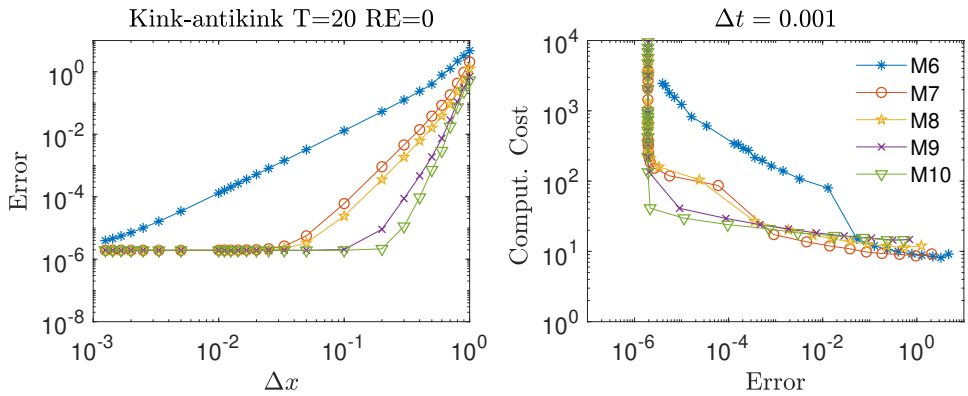 Kink-antikink T=20 RE=0
Error
10^0
10^-2
10^-4
10^-6
10^-8
10^-3
10^-2
10^-1
10^0
Δx
Δt = 0.001
Comput. Cost
10^4
10^3
10^2
10^1
10^0
10^-6
10^-4
10^-2
10^0
Error
M6
M7
M8
M9
M10